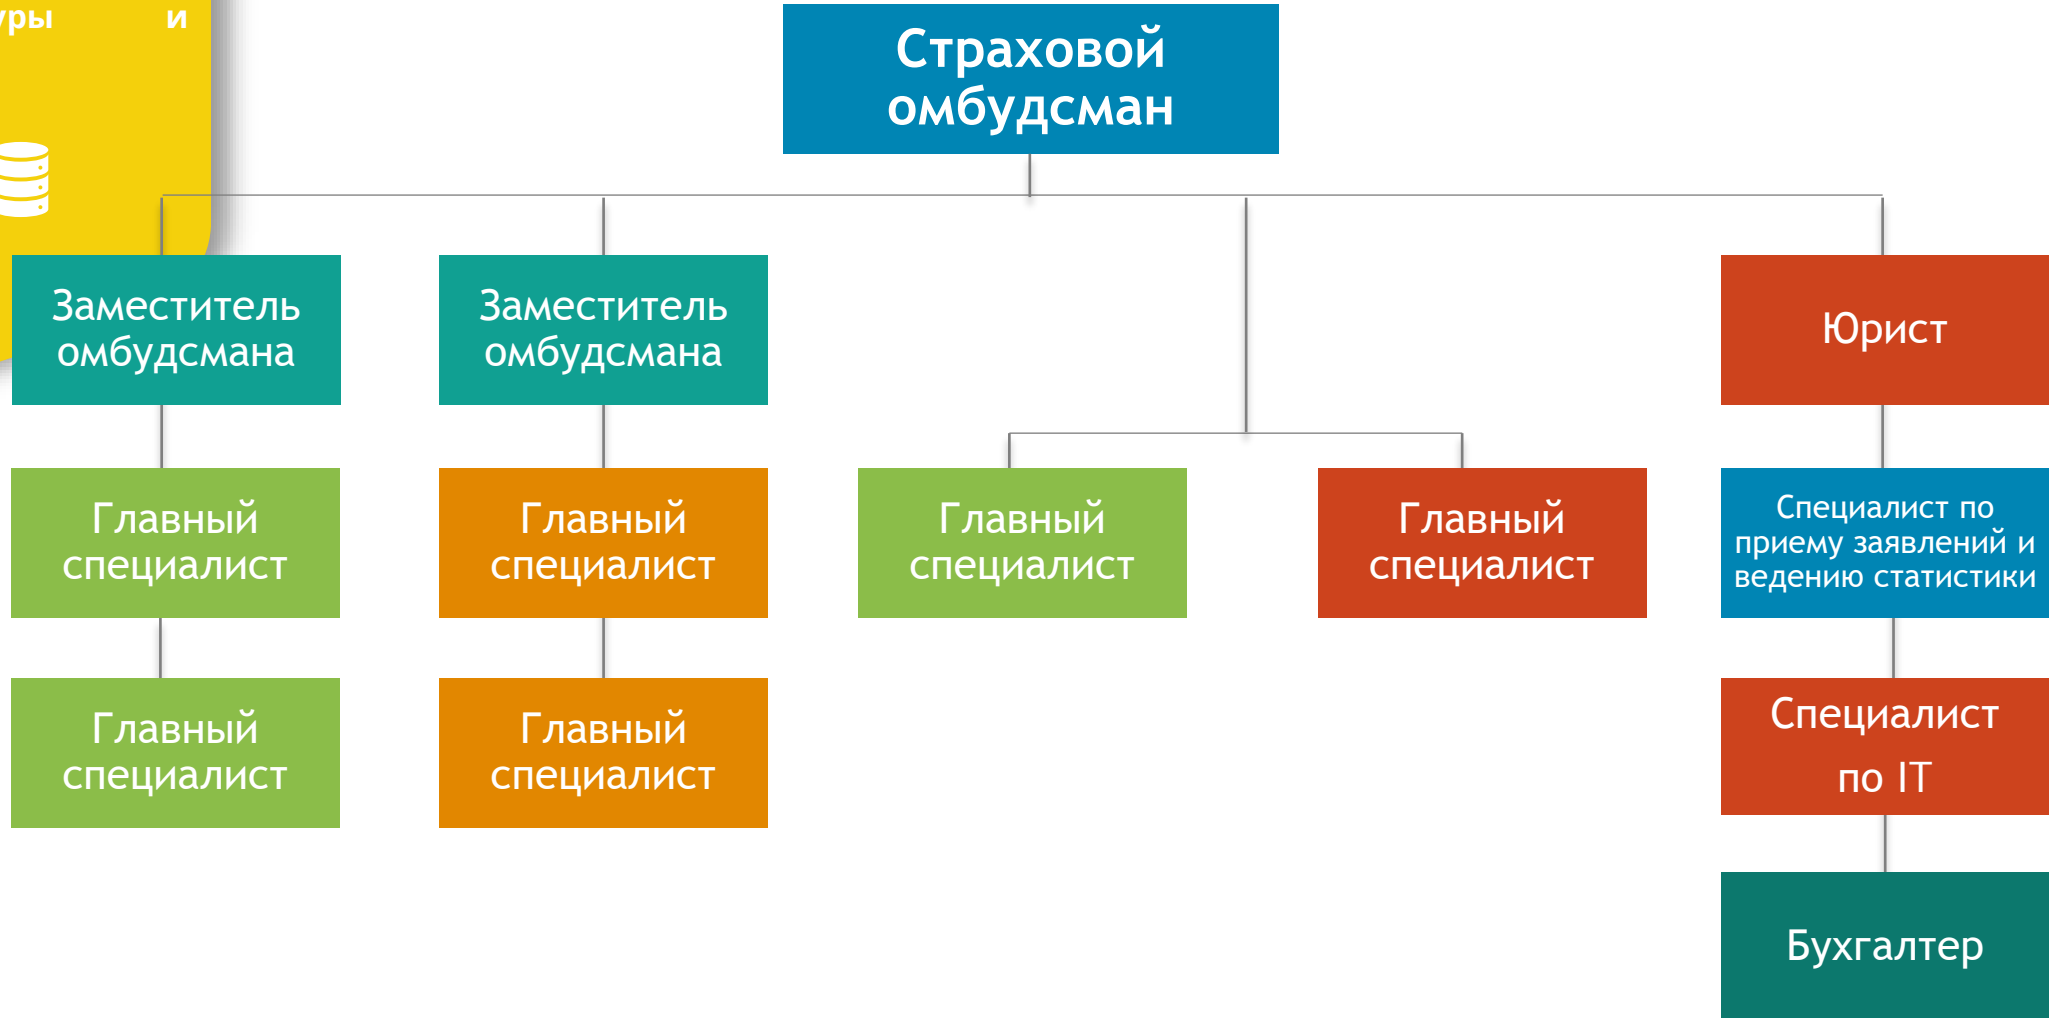 и
Страховой
омбудсман
Заместитель
омбудсмана
Заместитель
омбудсмана
Юрист
Главный
специалист
Главный
специалист
Главный
специалист
Главный
специалист
Специалист по
приему заявлений и
ведению статистики
Главный
специалист
Главный
специалист
Специалист
по IT
Бухгалтер